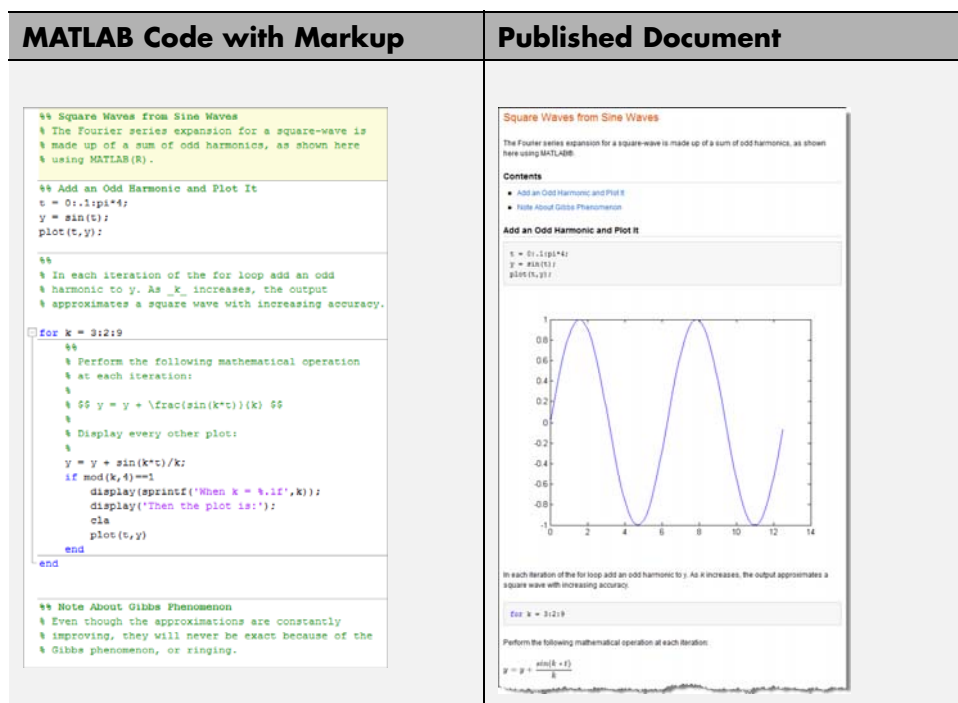 MATLAB Code with Markup
Published Document
%% Square Waves from Sine Waves
% The Fourier series expansion for a square-wave is
% made up of a sum of odd harmonics, as shown here
% using MATLAB(R).
%% Add an Odd Harmonic and Plot It
t = 0:.1:pi*4;
y = sin(t);
plot(t,y);
%%
% In each iteration of the for loop add an odd
% harmonic to y. As _k_ increases, the output
% approximates a square wave with increasing accuracy.
for k = 3:2:9
%%
% Perform the following mathematical operation
% at each iteration:
%
% $$ y = y + \frac{sin(k*t)}{k} $$
%
% Display every other plot:
%
y = y + sin(k*t)/k;
if mod(k,4)==1
display(sprintf('When k = %.1f',k));
display('Then the plot is:');
cla
plot(t,y)
end
end
%% Note About Gibbs Phenomenon
% Even though the approximations are constantly
% improving, they will never be exact because of the
% Gibbs phenomenon, or ringing.
Square Waves from Sine Waves
The Fourier series expansion for a square-wave is made up of a sum of odd harmonics, as shown
here using MATLAB®.
Contents
• Add an Odd Harmonic and Plot It
• Note About Gibbs Phenomenon
Add an Odd Harmonic and Plot It
t = 0:.1:pi*4;
y = sin(t);
plot(t,y);
1
0.8
0.6
0.4
0.2
0
-0.2
-0.4
-0.6
-0.8
-1
0 2 4 6 8 10 12 14
In each iteration of the for loop add an odd harmonic to y. As k increases, the output approximates a
square wave with increasing accuracy.
for k = 3:2:9
Perform the following mathematical operation at each iteration:
y = y + sin(k * t) / k